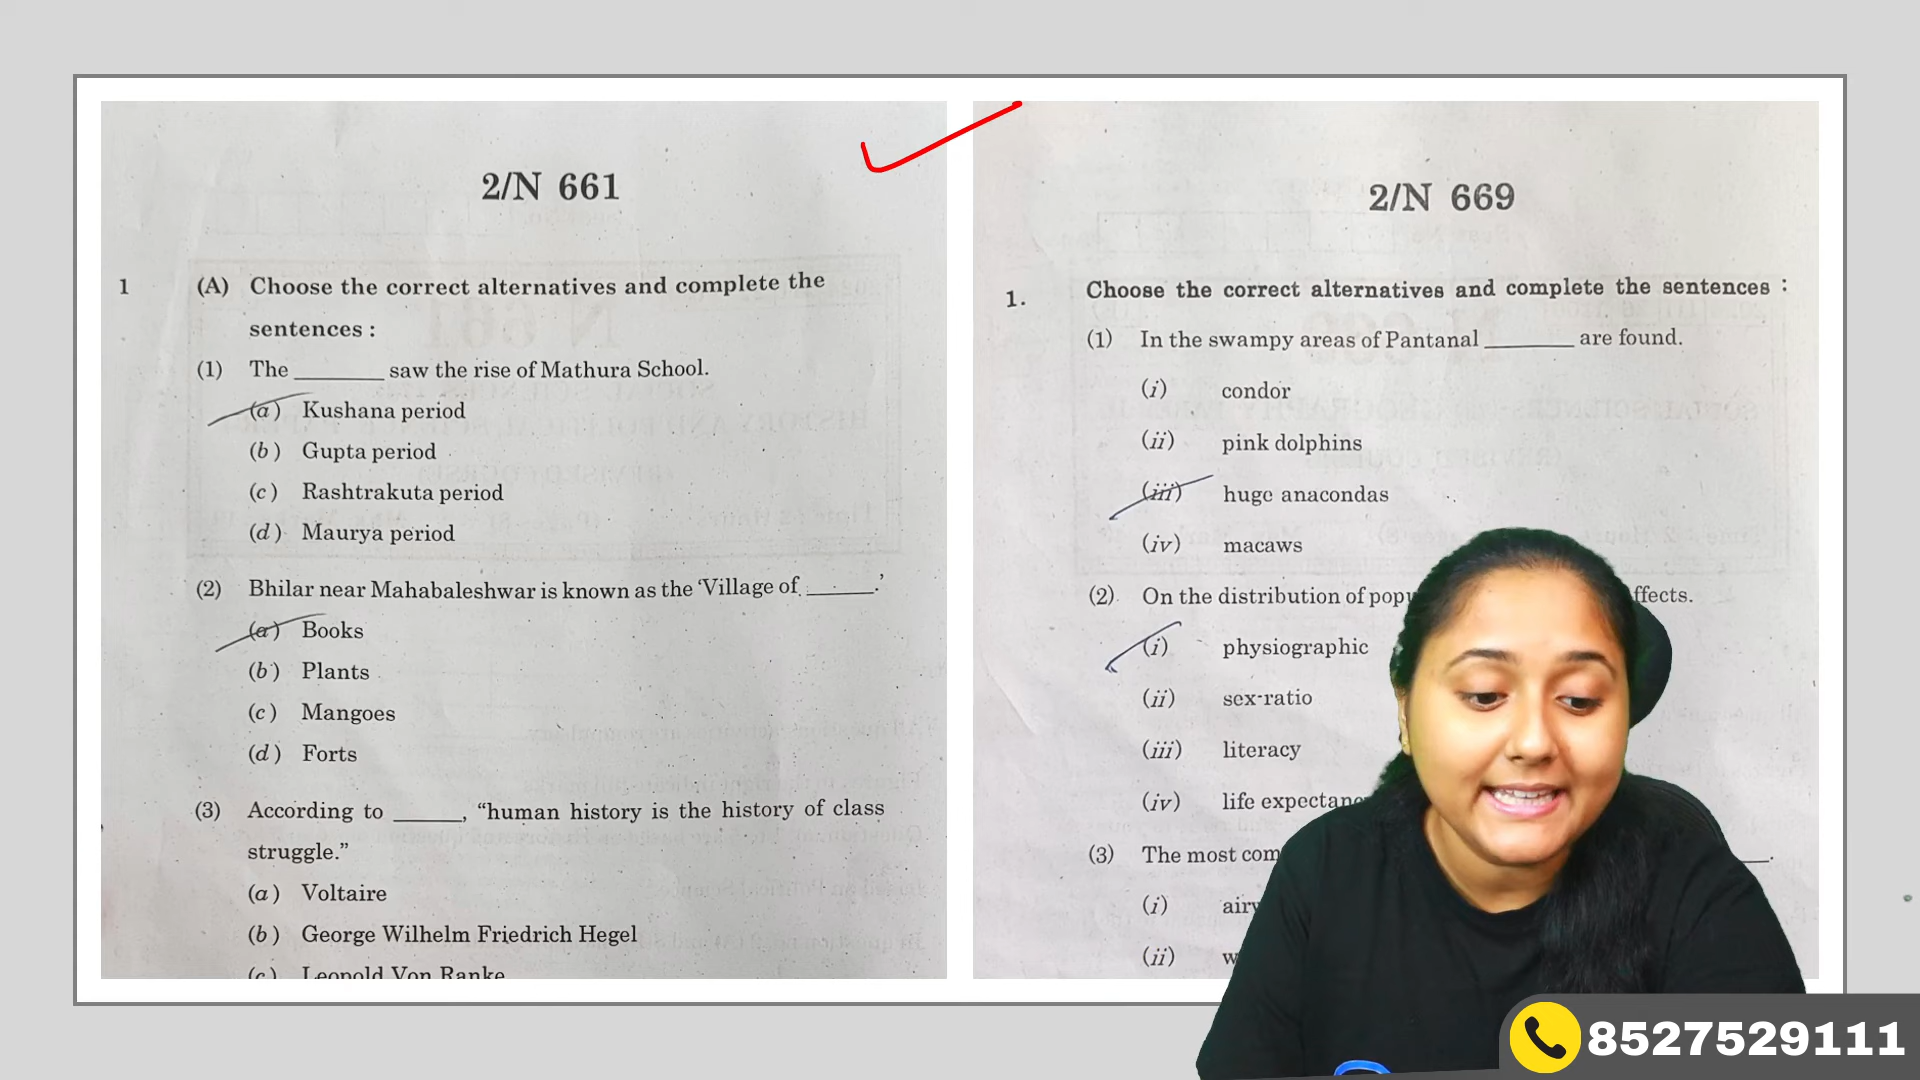 2/N 661
1 (A) Choose the correct alternatives and complete the
sentences :
(1) The ________ saw the rise of Mathura School.
(a) Kushana period
(b) Gupta period
(c) Rashtrakuta period
(d) Maurya period
(2) Bhilar near Mahabaleshwar is known as the ‘Village of ______.’
(a) Books
(b) Plants
(c) Mangoes
(d) Forts
(3) According to ______, “human history is the history of class
struggle.”
(a) Voltaire
(b) George Wilhelm Friedrich Hegel
(c) Leopold Von Ranke
2/N 669
1. Choose the correct alternatives and complete the sentences :
(1) In the swampy areas of Pantanal ________ are found.
(i) condor
(ii) pink dolphins
(iii) huge anacondas
(iv) macaws
(2) On the distribution of
(i) physiographic
(ii) sex-ratio
(iii) literacy
(iv) life
(3) The most
(i)
(ii)
8527529111